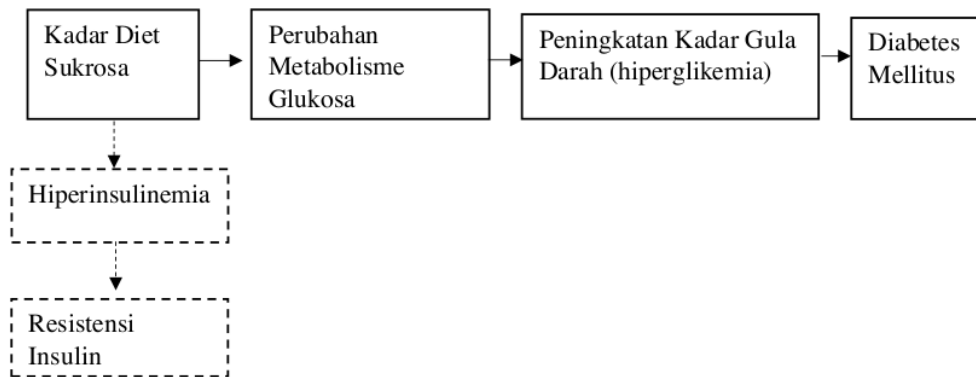 Kadar Diet
Sukrosa
Perubahan
Metabolisme
Glukosa
Peningkatan Kadar Gula
Darah (hiperglikemia)
Diabetes
Mellitus
Hiperinsulinemia
Resistensi
Insulin